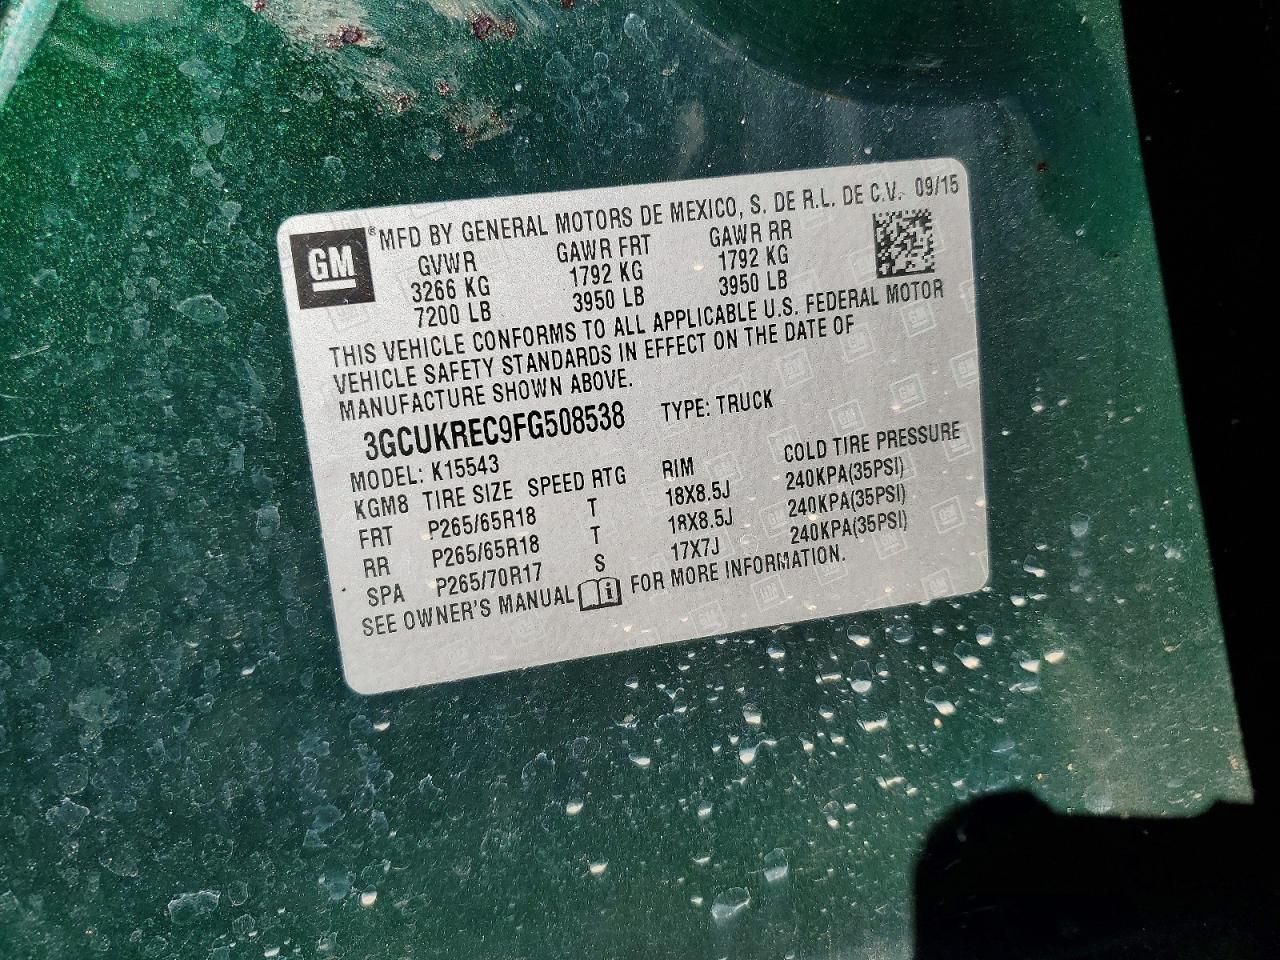 GM ® MFD BY GENERAL MOTORS DE MEXICO, S. DE R.L. DE C.V. 09/15
GVWR GAWR FRT GAWR RR
3266 KG 1792 KG 1792 KG
7200 LB 3950 LB 3950 LB
THIS VEHICLE CONFORMS TO ALL APPLICABLE U.S. FEDERAL MOTOR
VEHICLE SAFETY STANDARDS IN EFFECT ON THE DATE OF
MANUFACTURE SHOWN ABOVE.
3GCUKREC9FG508538 TYPE: TRUCK
MODEL: K15543
KGM8 TIRE SIZE SPEED RTG RIM COLD TIRE PRESSURE
FRT P265/65R18 T 18X8.5J 240KPA(35PSI)
RR P265/65R18 T 18X8.5J 240KPA(35PSI)
SPA P265/70R17 S 17X7J 240KPA(35PSI)
SEE OWNER'S MANUAL FOR MORE INFORMATION.